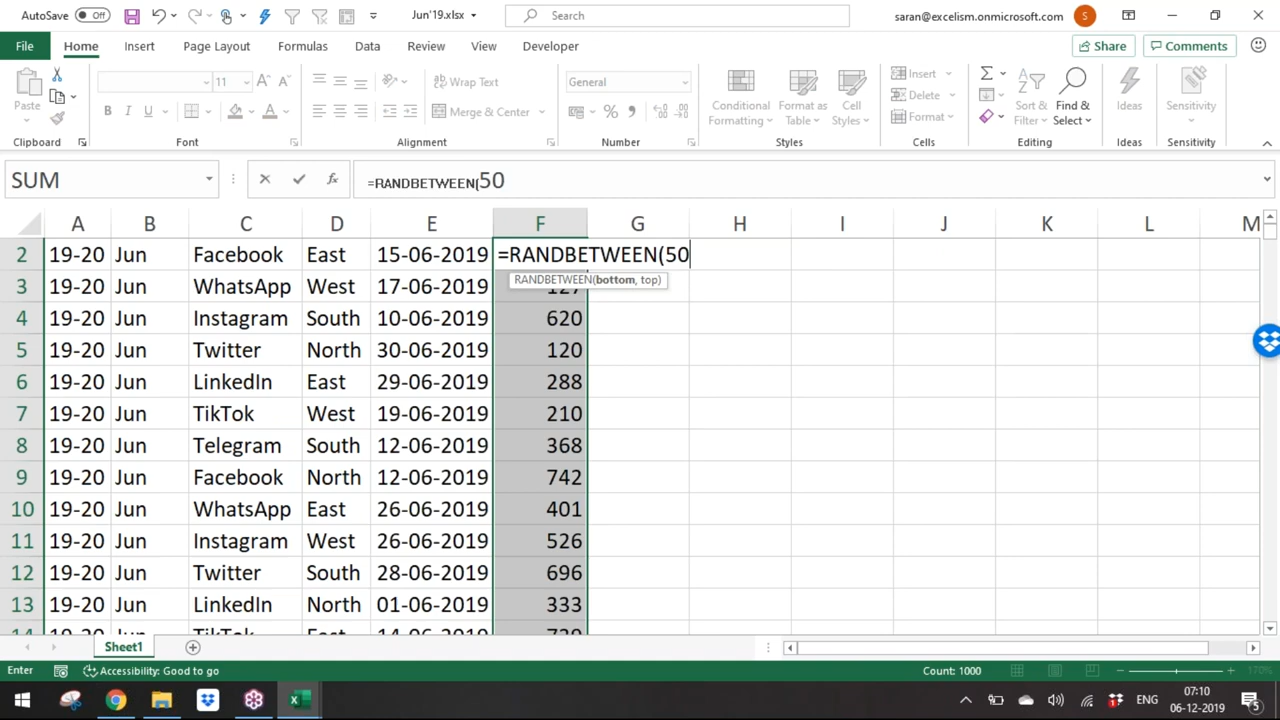 AutoSave Off Jun'19.xlsx Search saran@excelism.onmicrosoft.com S
File Home Insert Page Layout Formulas Data Review View Developer Share Comments
Paste 11 A A Wrap Text General Conditional Formatting Format as Table Cell Styles Insert Delete Format Sort & Filter Find & Select Ideas Sensitivity
B I U A Merge & Center % ,
Clipboard Font Alignment Number Styles Cells Editing Ideas Sensitivity
SUM fx =RANDBETWEEN(50
A B C D E F G H I J K L M
2 19-20 Jun Facebook East 15-06-2019 =RANDBETWEEN(50
RANDBETWEEN(bottom, top)
3 19-20 Jun WhatsApp West 17-06-2019 127
4 19-20 Jun Instagram South 10-06-2019 620
5 19-20 Jun Twitter North 30-06-2019 120
6 19-20 Jun LinkedIn East 29-06-2019 288
7 19-20 Jun TikTok West 19-06-2019 210
8 19-20 Jun Telegram South 12-06-2019 368
9 19-20 Jun Facebook North 12-06-2019 742
10 19-20 Jun WhatsApp East 26-06-2019 401
11 19-20 Jun Instagram West 26-06-2019 526
12 19-20 Jun Twitter South 28-06-2019 696
13 19-20 Jun LinkedIn North 01-06-2019 333
14 19-20 Jun TikTok East 14-06-2019
Sheet1
Enter Accessibility: Good to go Count: 1000 170%
ENG 07:10
06-12-2019 5